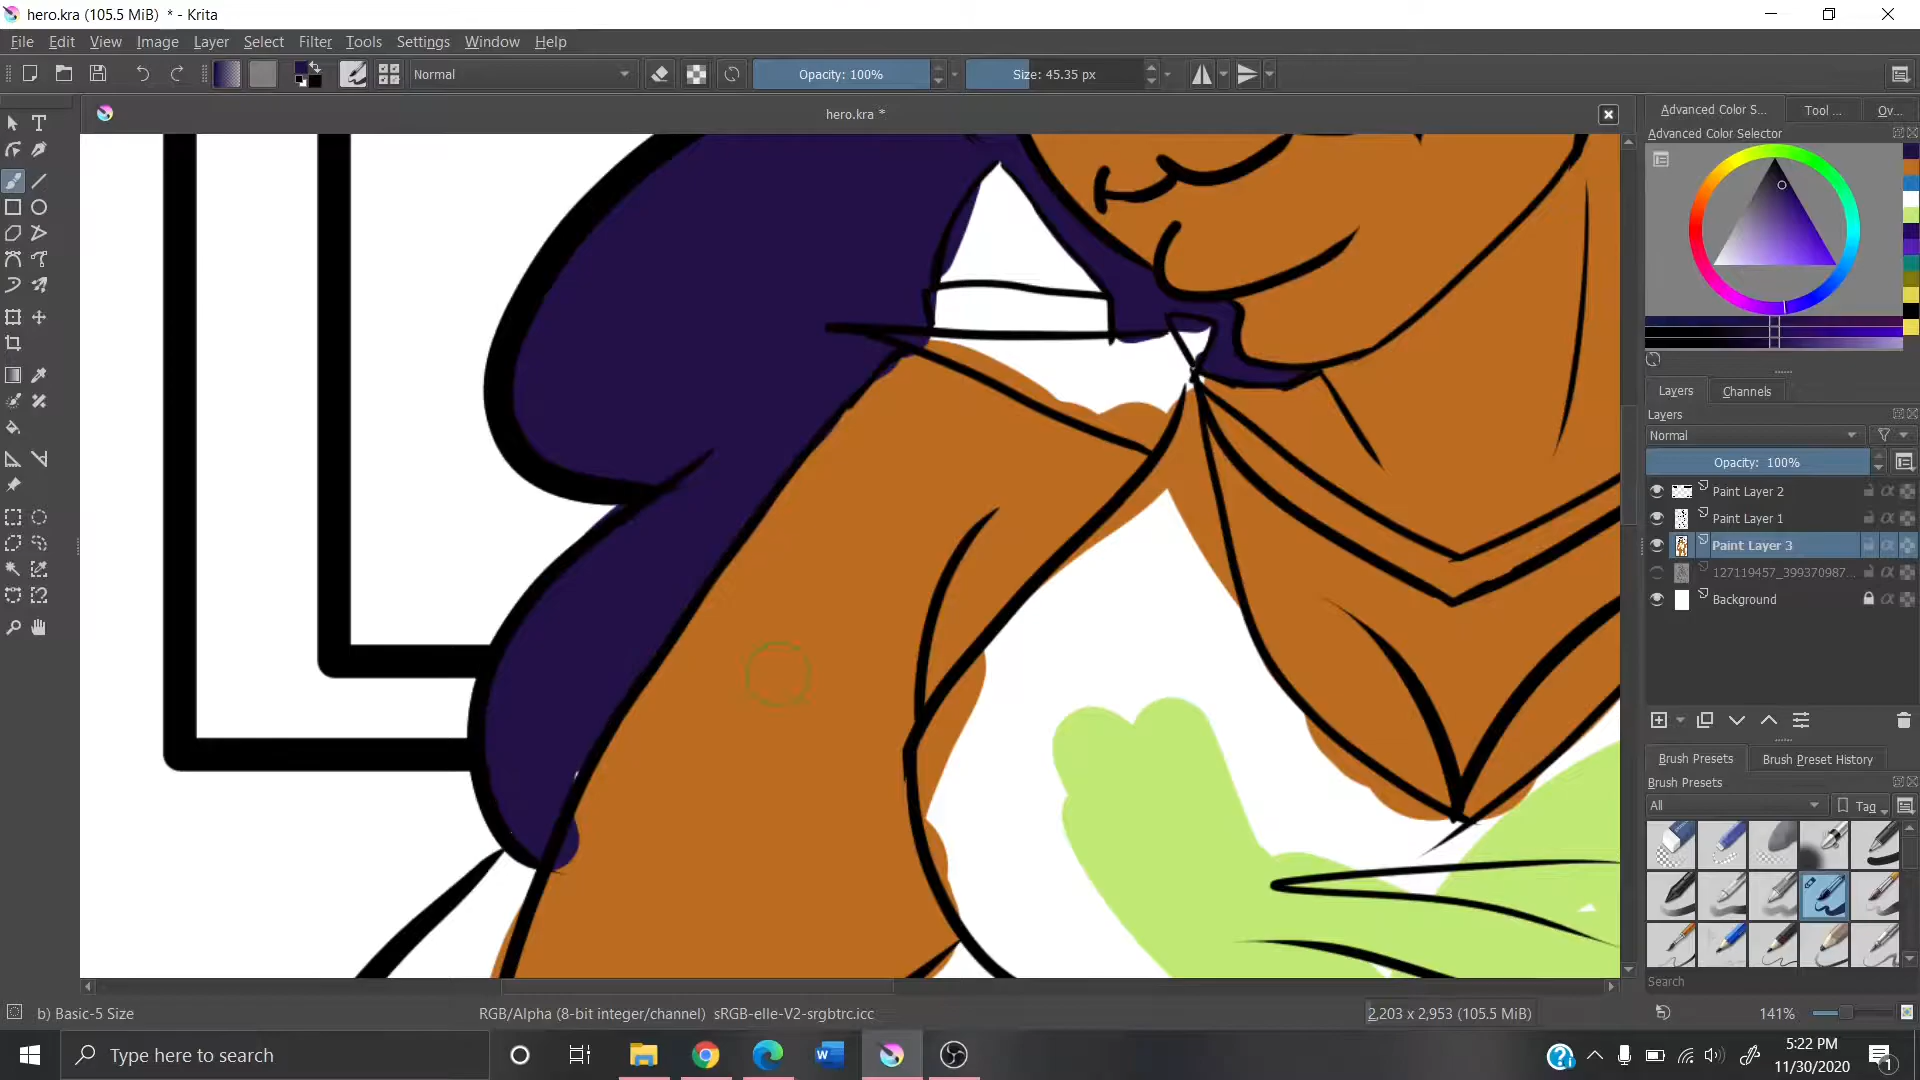 hero.kra (105.5 MiB)  * - Krita
File Edit View Image Layer Select Filter Tools Settings Window Help
Normal
Opacity: 100%
Size: 45.35 px
hero.kra *
Advanced Color S...
Tool ...
Ov...
Advanced Color Selector
Layers
Channels
Layers
Normal
Opacity:  100%
Paint Layer 2
Paint Layer 1
Paint Layer 3
127119457_399370987...
Background
Brush Presets
Brush Preset History
Brush Presets
All
Tag
Search
b) Basic-5 Size
RGB/Alpha (8-bit integer/channel)  sRGB-elle-V2-srgbtrc.icc
2,203 x 2,953 (105.5 MiB)
141%
Type here to search
5:22 PM
11/30/2020
1